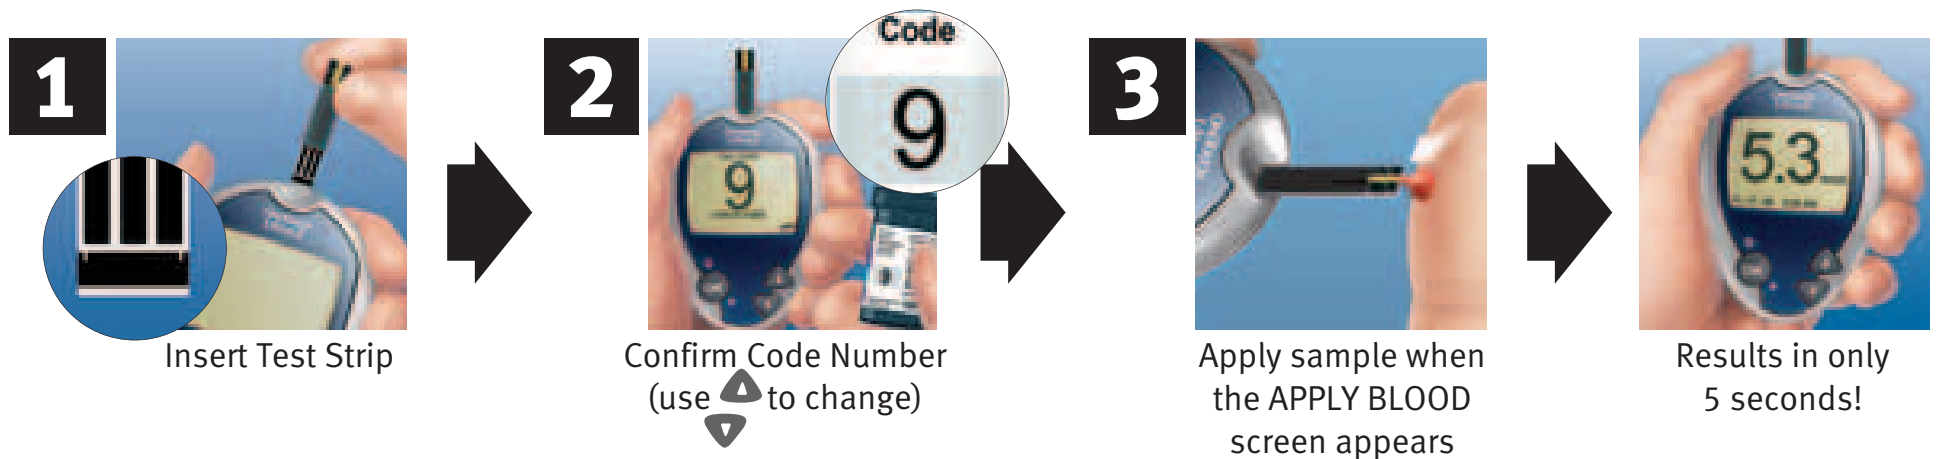 1
Insert Test Strip
2
Code
9
9
Confirm Code Number
(use to change)
3
Apply sample when
the APPLY BLOOD
screen appears
5.3
Results in only
5 seconds!